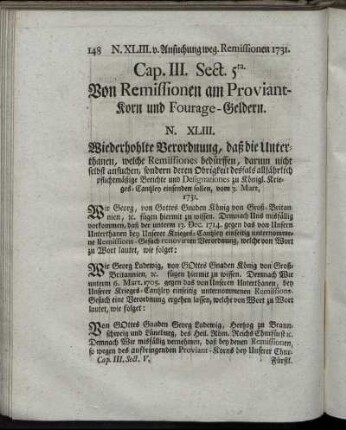 148 N. XLIII. v. Ansuchung weg. Remissionen 1731.
Cap. III. Sect. 5ta.
Von Remissionen am Proviant-
Korn und Fourage-Geldern.
N. XLIII.
Wiederhohlte Verordnung, daß die Unter-
thanen, welche Remissiones bedürffen, darum nicht
selbst ansuchen, sondern deren Obrigkeit desfals alljährlich
pflichtmäßige Berichte und Designationes zu Königl. Krie-
ges-Cantzley einsenden sollen, vom 7. Mart.
1731.
Wir Georg, von Gottes Gnaden König von Groß-Britan-
nien, ꝛc. fügen hiermit zu wissen. Demnach Uns misfällig
vorkommen, daß der unterm 13. Dec. 1714. gegen das von Unsern
Unterthanen bey Unserer Krieges-Cantzley einseitig unternomme-
ne Remissions-Gesuch renovirten Verordnung, welche von Wort
zu Wort lautet, wie folget:
Wir Georg Ludewig, von GOttes Gnaden König von Groß-
Britannien, ꝛc. fügen hiermit zu wissen. Demnach Wir
unterm 6. Mart. 1705. gegen das von Unsern Unterthanen, bey
Unserer Krieges-Cantzley einseitig unternommenen Remissions-
Gesuch eine Verordnung ergehen lassen, welche von Wort zu Wort
lautet, wie folget:
Von GOttes Gnaden Georg Ludewig, Hertzog zu Braun-
schweig und Lüneburg, des Heil. Röm. Reichs Churfürst ꝛc.
Demnach Wir misfällig vernehmen, daß bey denen Remissionen,
so wegen des aufbringenden Proviant-Korns bey Unserer Chur-
Cap. III. Sect. V. Fürstl.